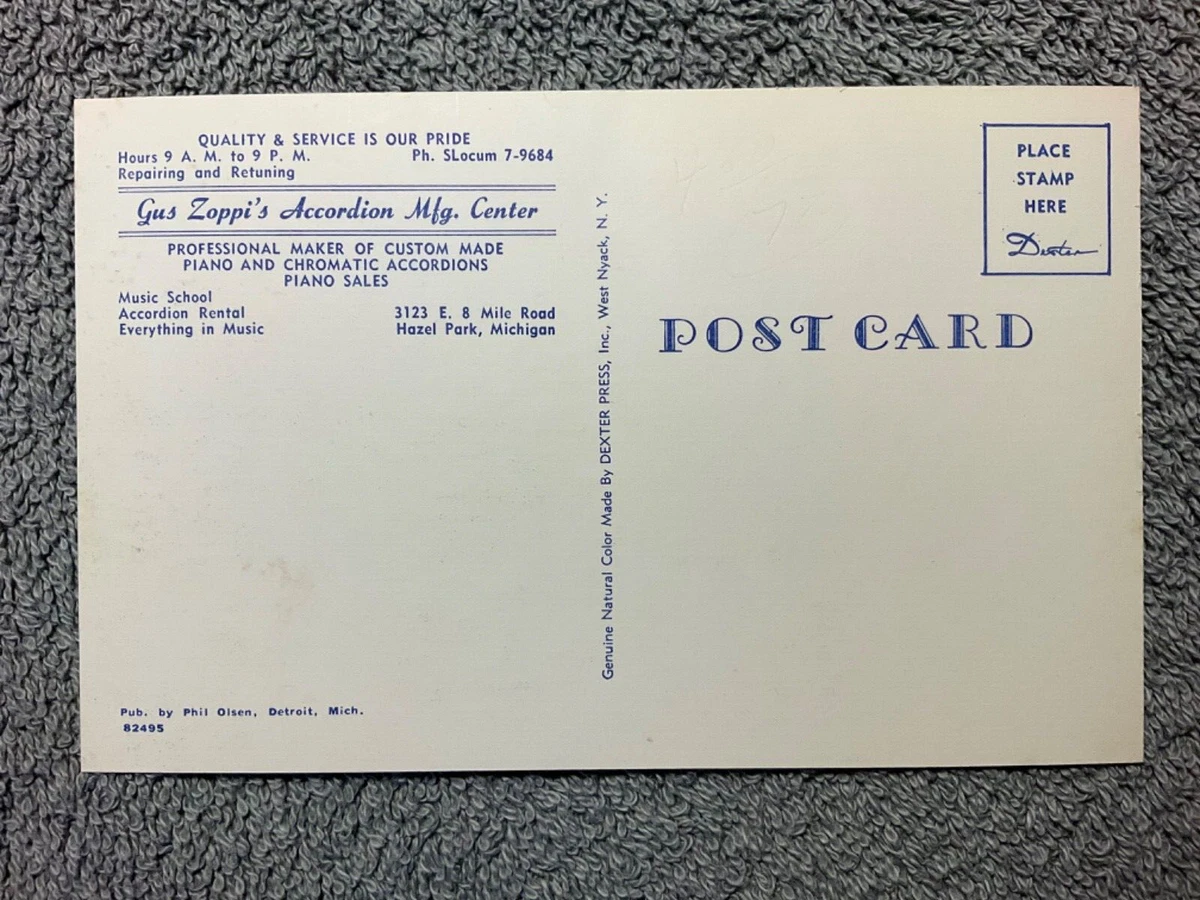 QUALITY & SERVICE IS OUR PRIDE
Hours 9 A. M. to 9 P. M. Ph. SLocum 7-9684
Repairing and Retuning
Gus Zoppi's Accordion Mfg. Center
PROFESSIONAL MAKER OF CUSTOM MADE
PIANO AND CHROMATIC ACCORDIONS
PIANO SALES
Music School
Accordion Rental 3123 E. 8 Mile Road
Everything in Music Hazel Park, Michigan
Pub. by Phil Olsen, Detroit, Mich.
82495
Genuine Natural Color Made By DEXTER PRESS, Inc., West Nyack, N. Y.
PLACE
STAMP
HERE
Dexter
POST CARD